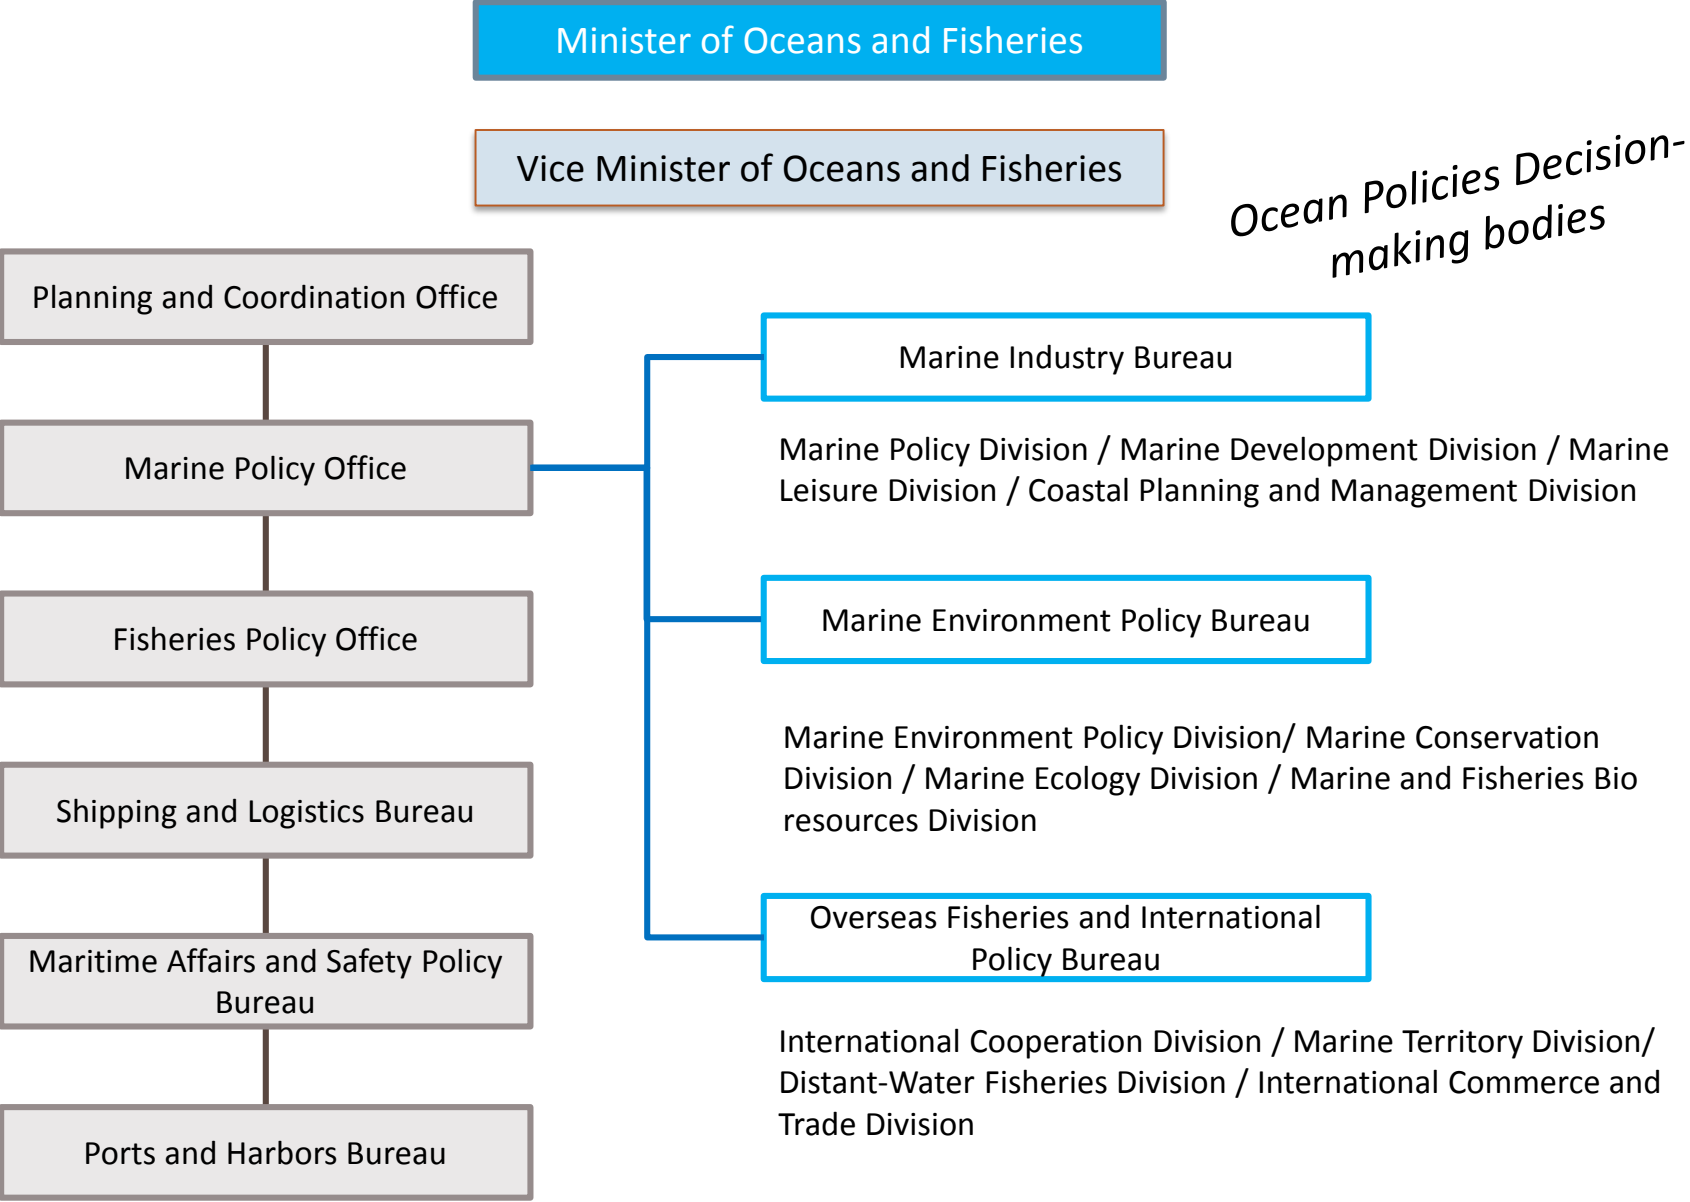 Minister of Oceans and Fisheries
Vice Minister of Oceans and Fisheries
Ocean Policies Decision-
making bodies
Planning and Coordination Office
Marine Policy Office
Fisheries Policy Office
Shipping and Logistics Bureau
Maritime Affairs and Safety Policy
Bureau
Ports and Harbors Bureau
Marine Industry Bureau
Marine Policy Division / Marine Development Division / Marine
Leisure Division / Coastal Planning and Management Division
Marine Environment Policy Bureau
Marine Environment Policy Division/ Marine Conservation
Division / Marine Ecology Division / Marine and Fisheries Bio
resources Division
Overseas Fisheries and International
Policy Bureau
International Cooperation Division / Marine Territory Division/
Distant-Water Fisheries Division / International Commerce and
Trade Division